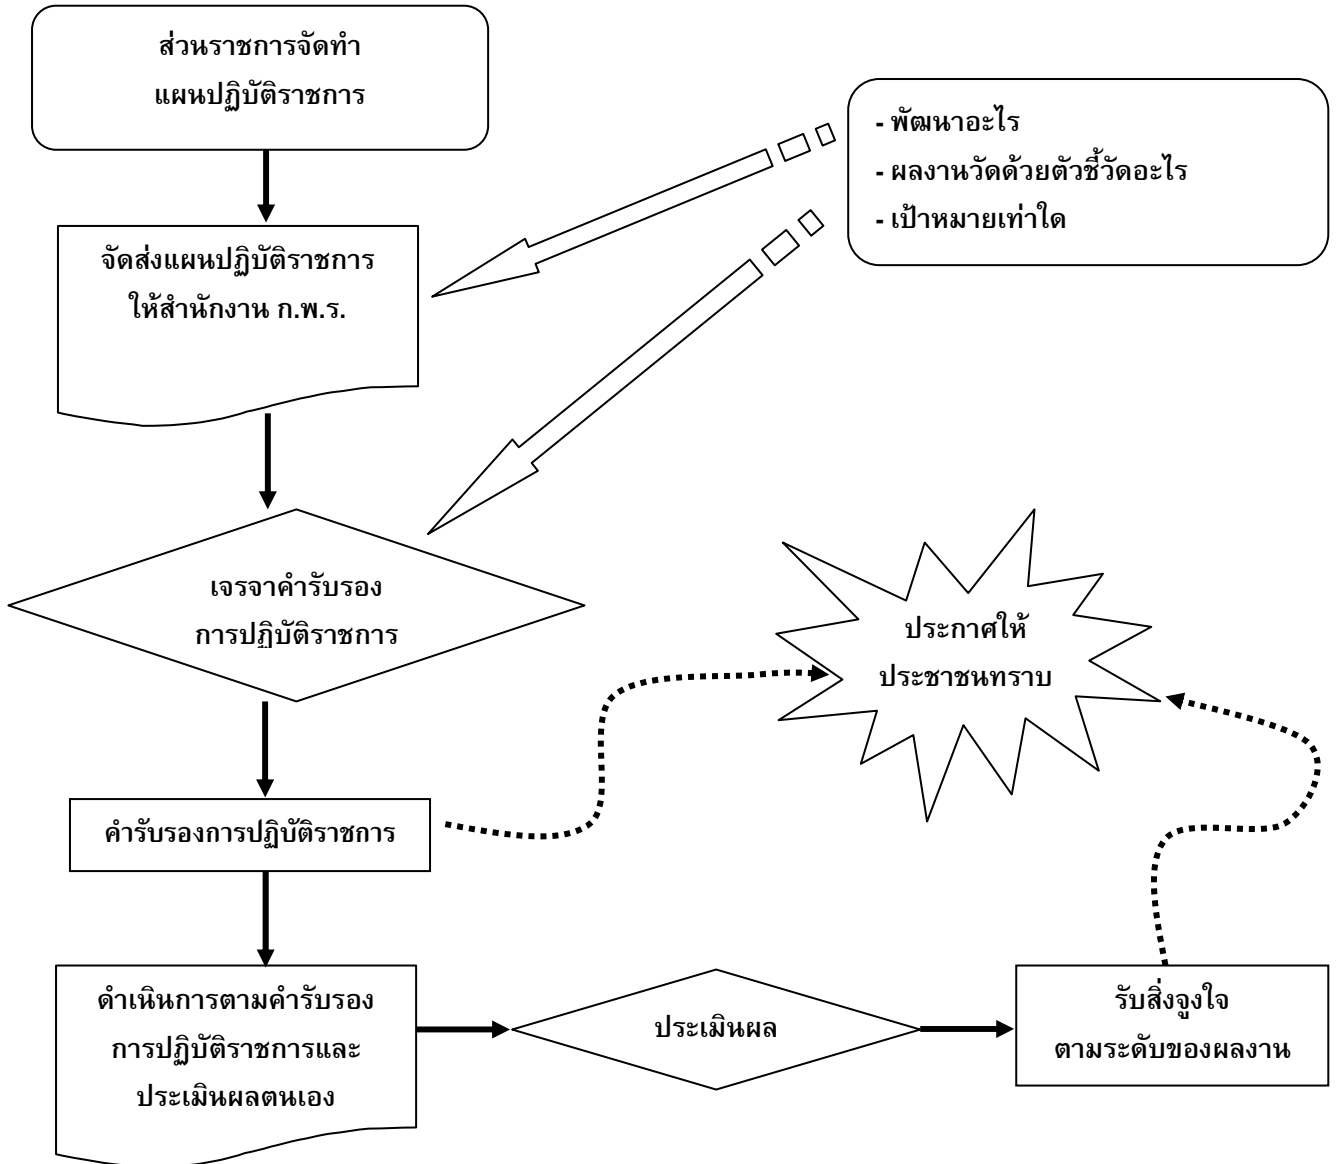 ส่วนราชการจัดทำ
แผนปฏิบัติราชการ
- พัฒนาอะไร
- ผลงานวัดด้วยตัวชี้วัดอะไร
- เป้าหมายเท่าใด
จัดส่งแผนปฏิบัติราชการ
ให้สำนักงาน ก.พ.ร.
เจรจาคำรับรอง
การปฏิบัติราชการ
ประกาศให้
ประชาชนทราบ
คำรับรองการปฏิบัติราชการ
ดำเนินการตามคำรับรอง
การปฏิบัติราชการและ
ประเมินผลตนเอง
ประเมินผล
รับสิ่งจูงใจ
ตามระดับของผลงาน